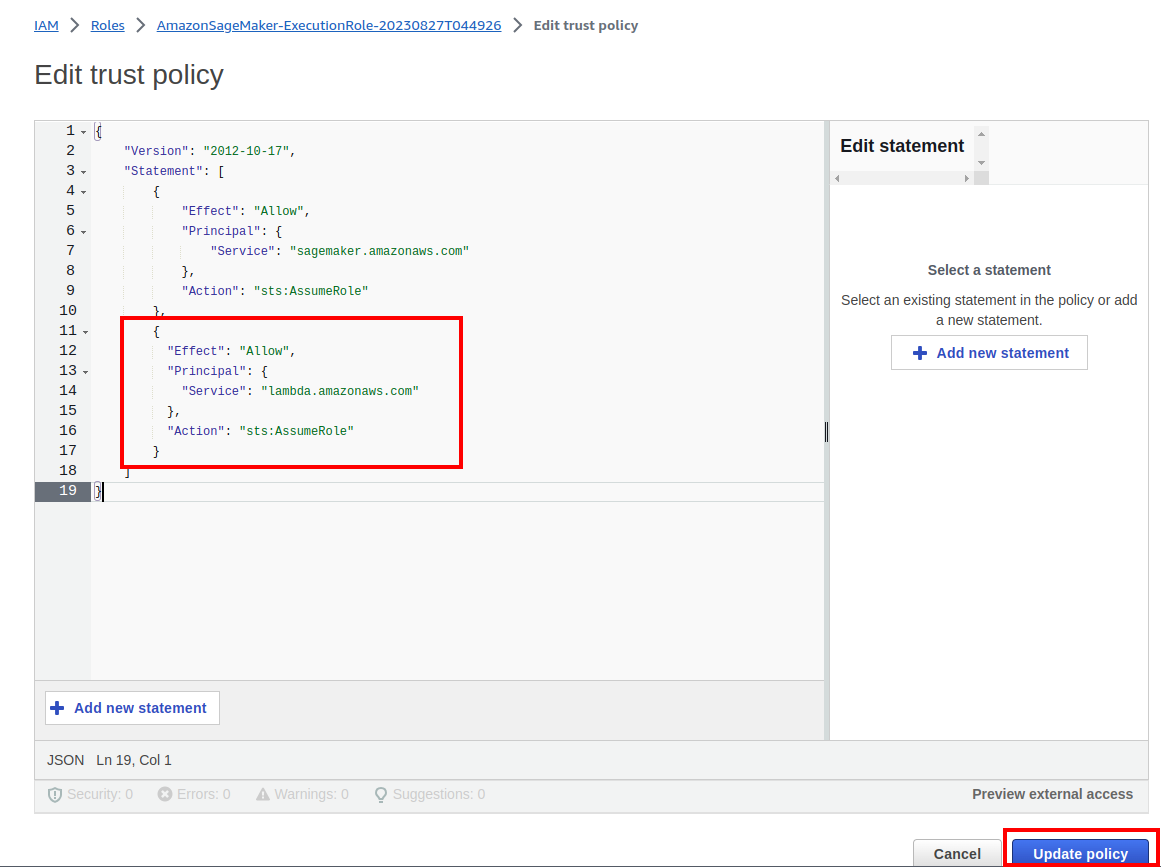 IAM > Roles > AmazonSageMaker-ExecutionRole-20230827T044926 > Edit trust policy
Edit trust policy
1 {
2 "Version": "2012-10-17",
3 "Statement": [
4 {
5 "Effect": "Allow",
6 "Principal": {
7 "Service": "sagemaker.amazonaws.com"
8 },
9 "Action": "sts:AssumeRole"
10 },
11 {
12 "Effect": "Allow",
13 "Principal": {
14 "Service": "lambda.amazonaws.com"
15 },
16 "Action": "sts:AssumeRole"
17 }
18 ]
19 }
+ Add new statement
Edit statement
Select a statement
Select an existing statement in the policy or add
a new statement.
+ Add new statement
JSON Ln 19, Col 1
Security: 0 Errors: 0 Warnings: 0 Suggestions: 0
Preview external access
Cancel
Update policy